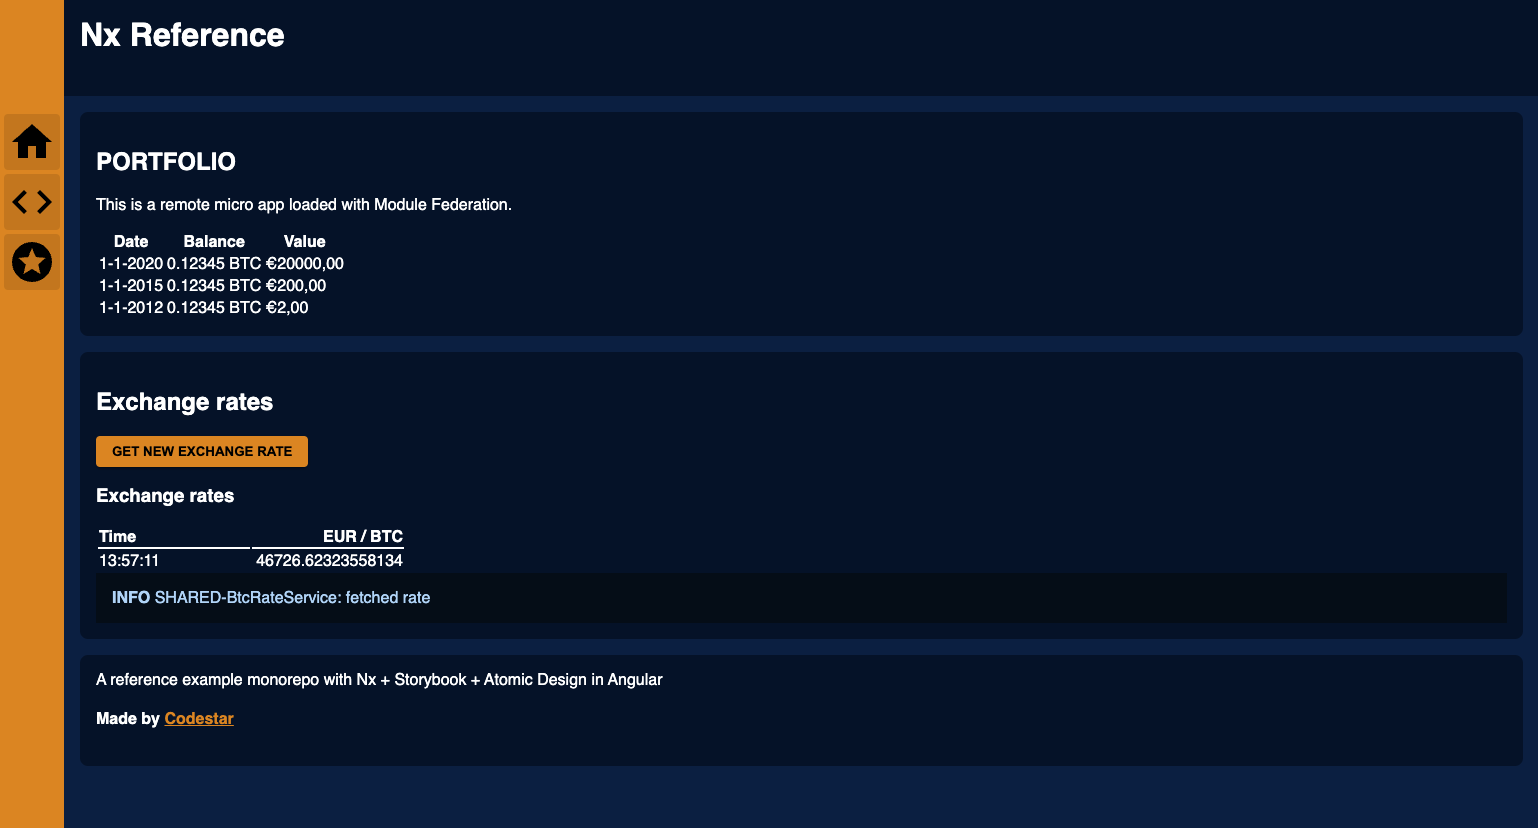 Nx Reference
PORTFOLIO
This is a remote micro app loaded with Module Federation.
Date Balance Value
1-1-2020 0.12345 BTC €20000,00
1-1-2015 0.12345 BTC €200,00
1-1-2012 0.12345 BTC €2,00
Exchange rates
GET NEW EXCHANGE RATE
Exchange rates
Time EUR / BTC
13:57:11 46726.62323558134
INFO SHARED-BtcRateService: fetched rate
A reference example monorepo with Nx + Storybook + Atomic Design in Angular
Made by Codestar